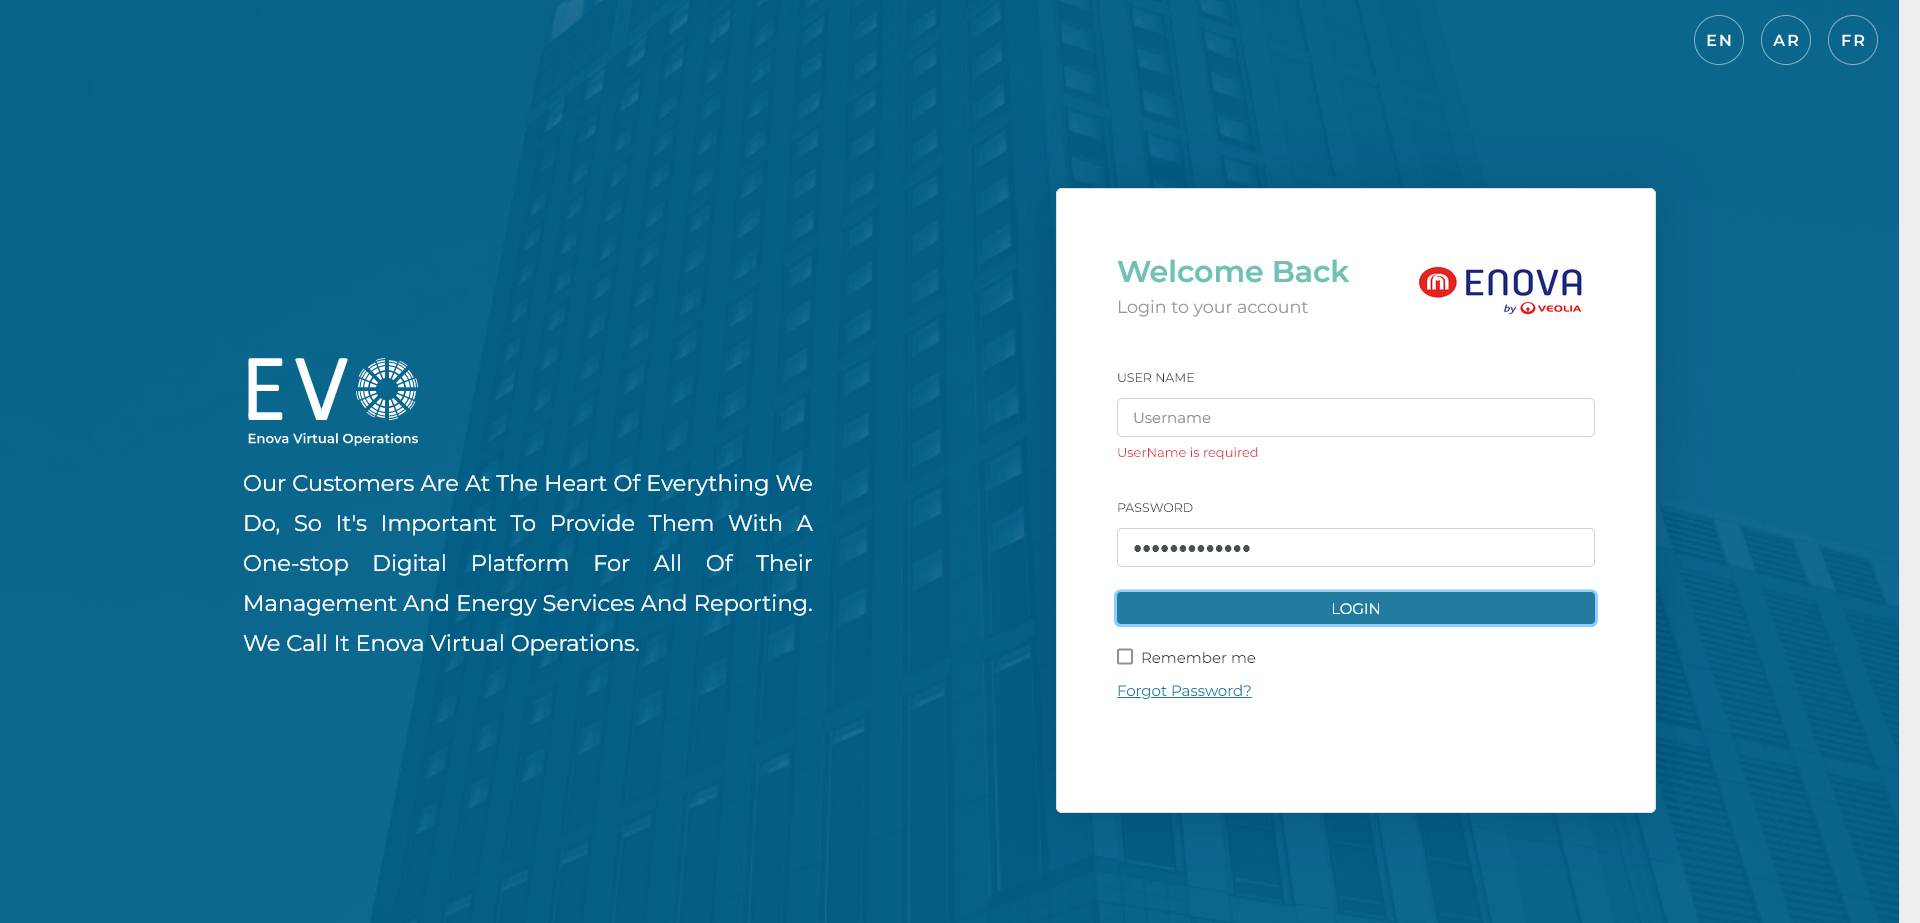 EN AR FR
EVO
Enova Virtual Operations
Our Customers Are At The Heart Of Everything We
Do, So It's Important To Provide Them With A
One-stop Digital Platform For All Of Their
Management And Energy Services And Reporting.
We Call It Enova Virtual Operations.
Welcome Back
Login to your account
ENOVA
by VEOLIA
USER NAME
Username
UserName is required
PASSWORD
•••••••••••••
LOGIN
Remember me
Forgot Password?